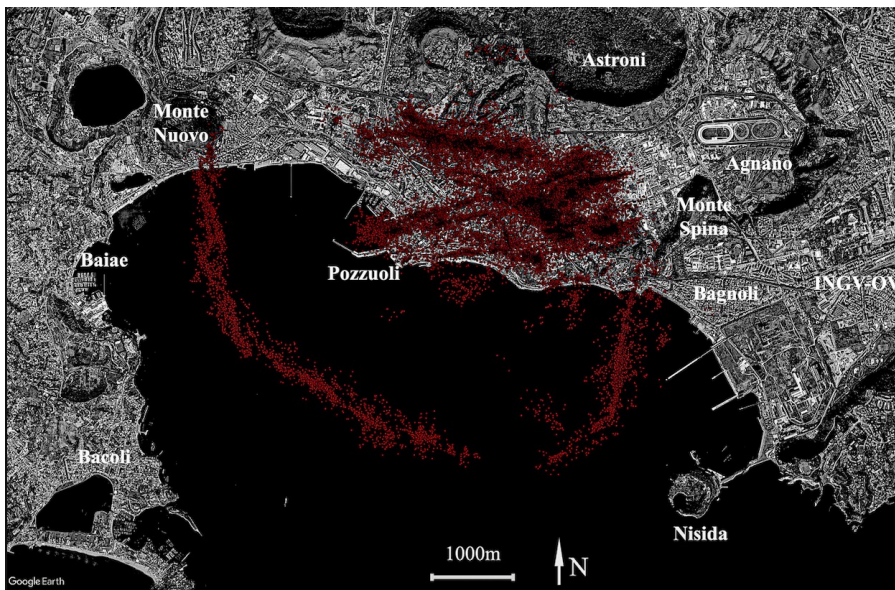 Astroni
Monte
Nuovo
Agnano
Monte
Spina
Baiae
Pozzuoli
Bagnoli
INGV-OV
Bacoli
Nisida
1000m
N
Google Earth